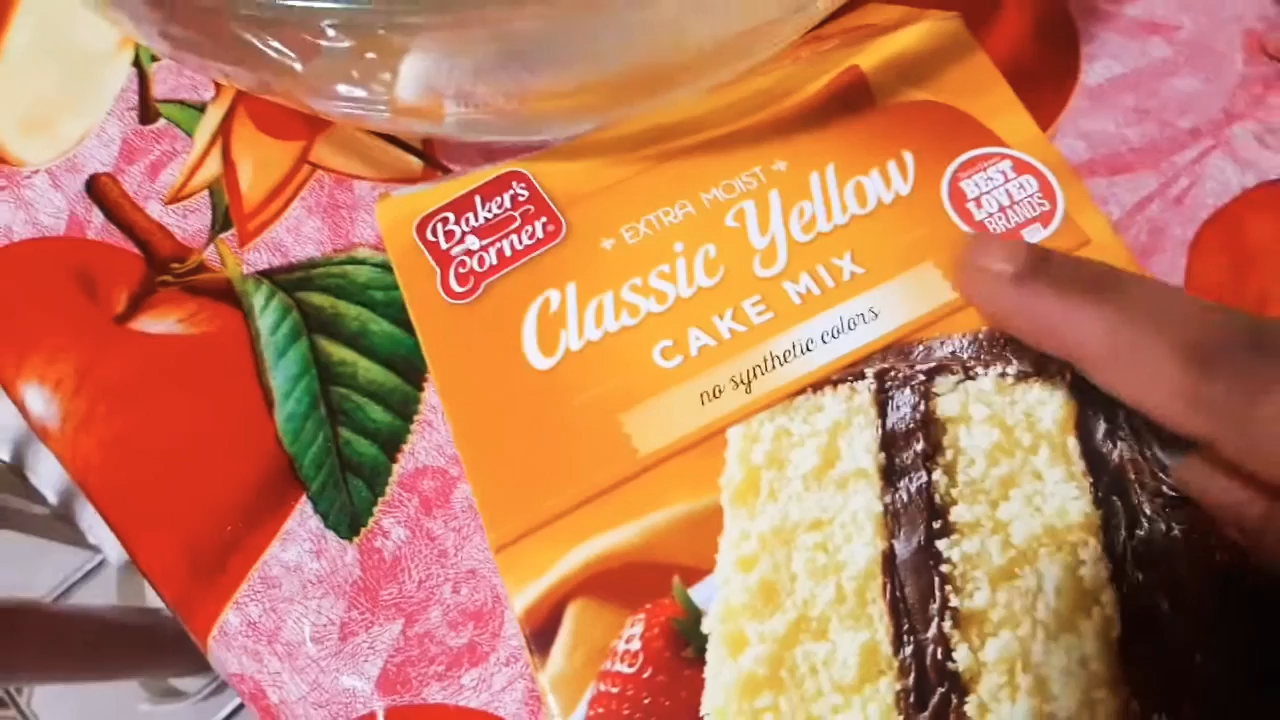 Baker's
Corner
EXTRA MOIST
Classic Yellow
CAKE MIX
no synthetic colors
BEST
LOVED
BRANDS